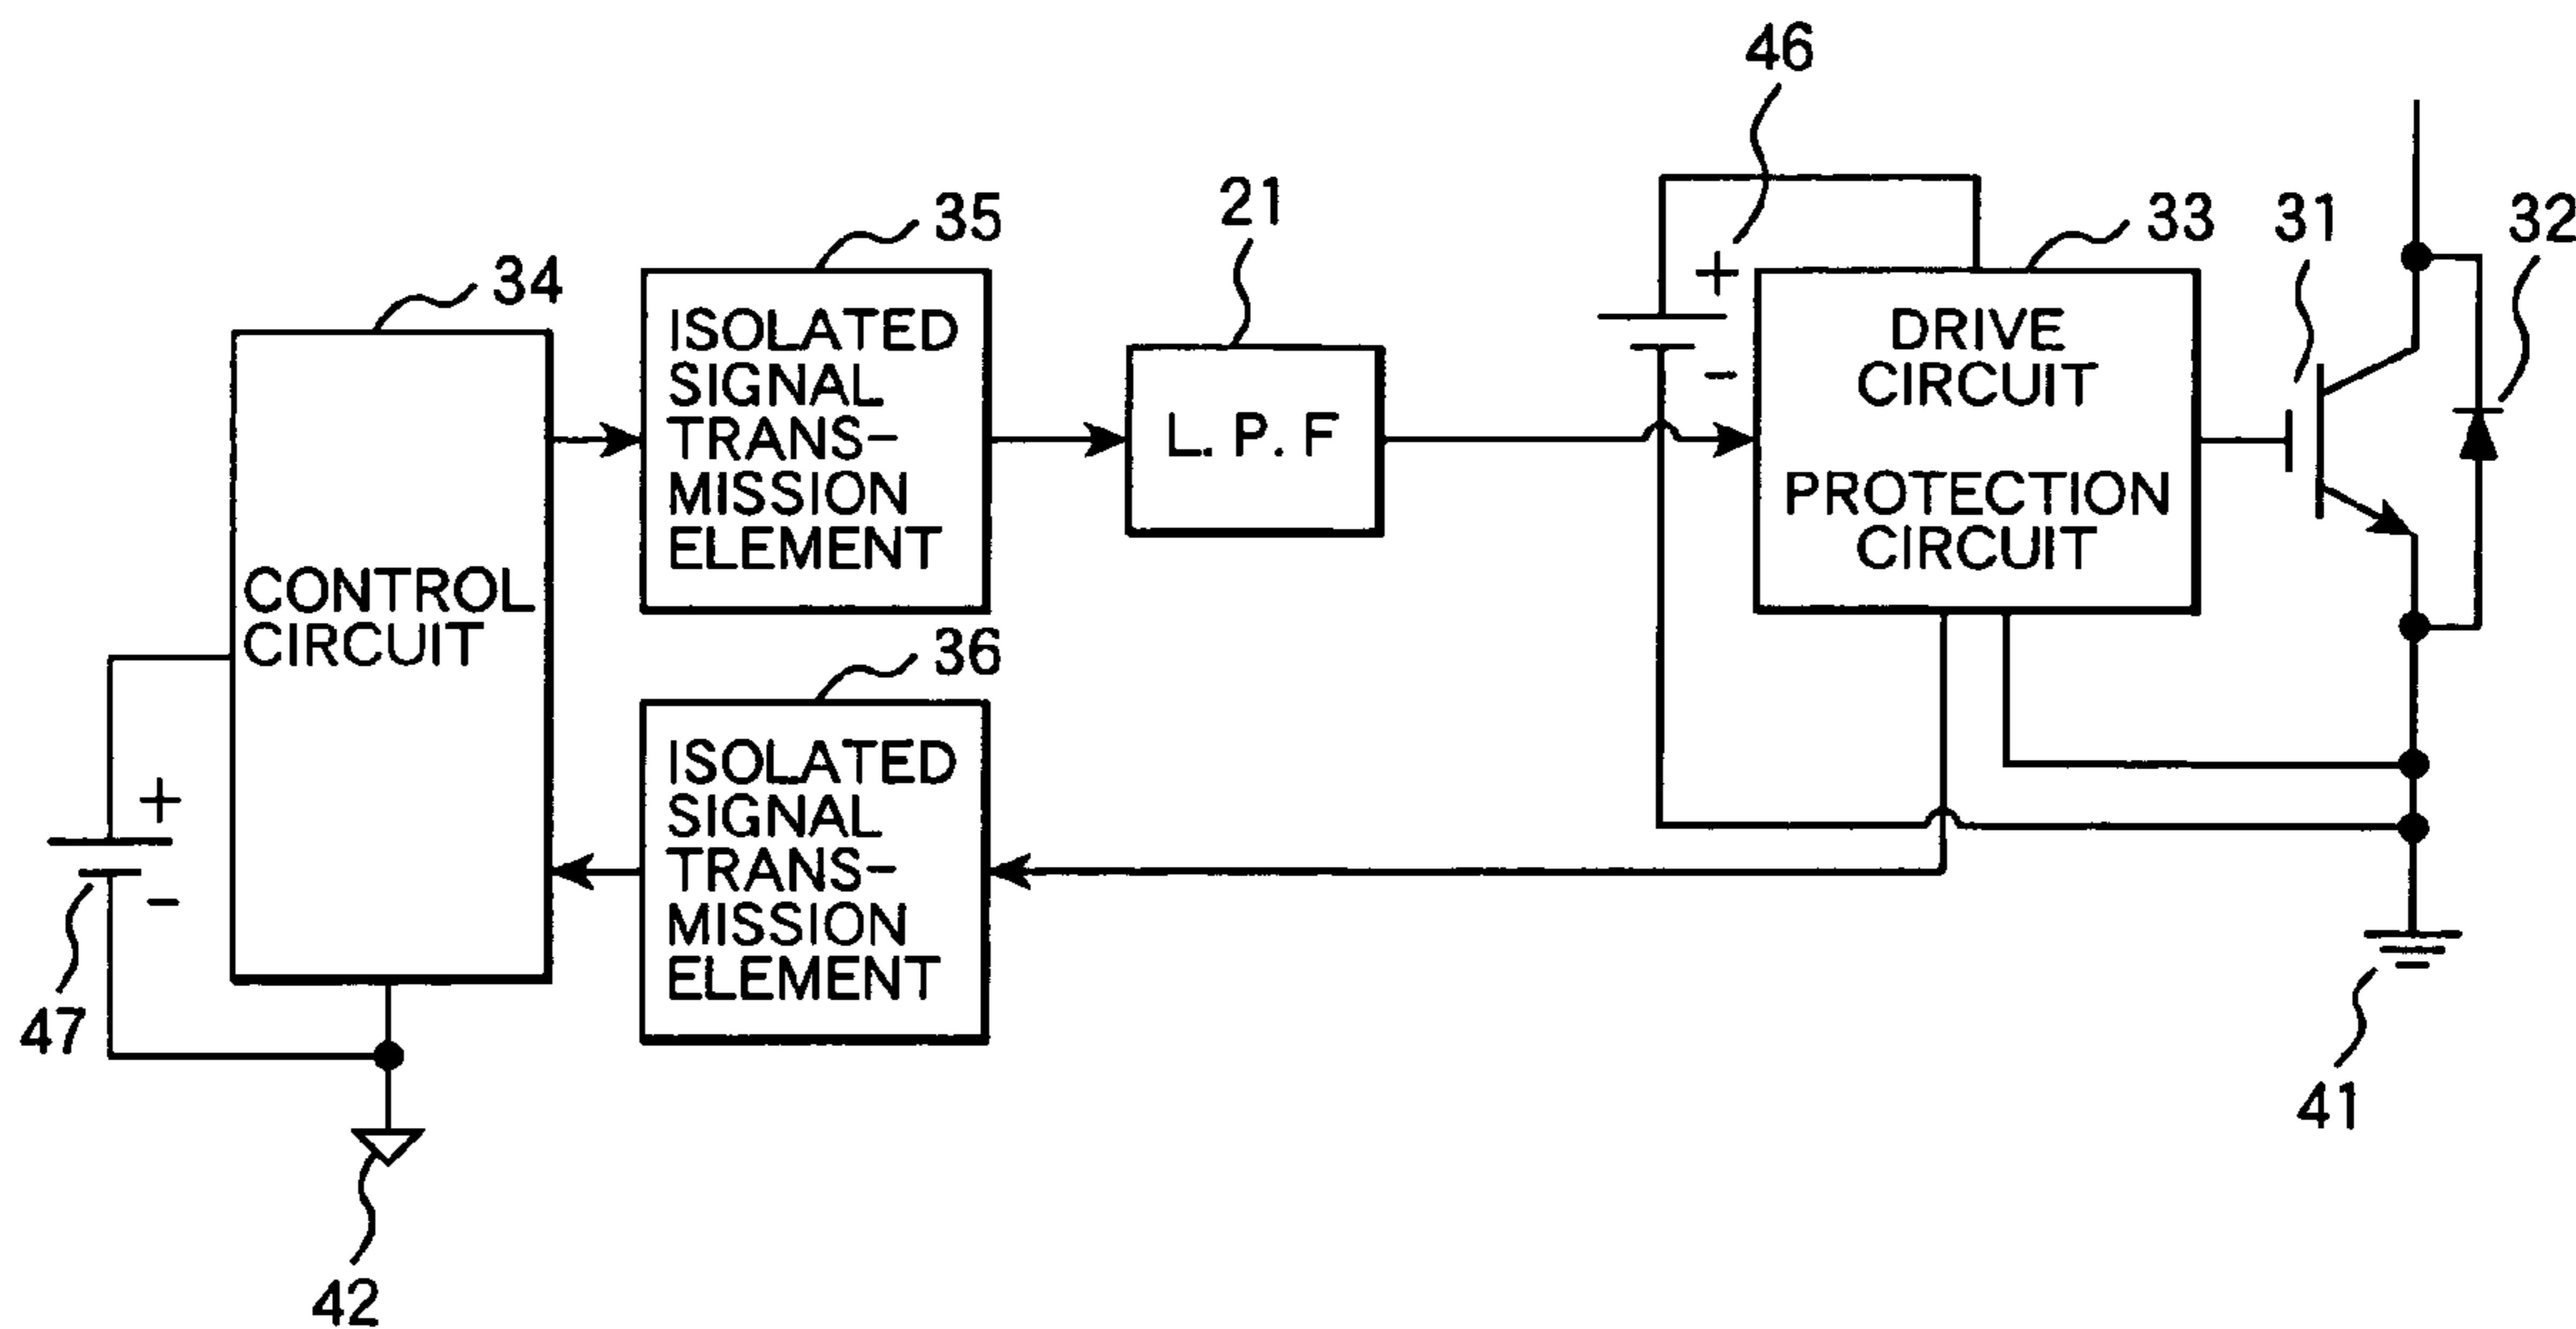 46
35
21
33
31
32
34
+
ISOLATED
SIGNAL
TRANS-
MISSION
ELEMENT
L. P. F
-
DRIVE
CIRCUIT
PROTECTION
CIRCUIT
CONTROL
CIRCUIT
36
ISOLATED
SIGNAL
TRANS-
MISSION
ELEMENT
+
-
47
41
42